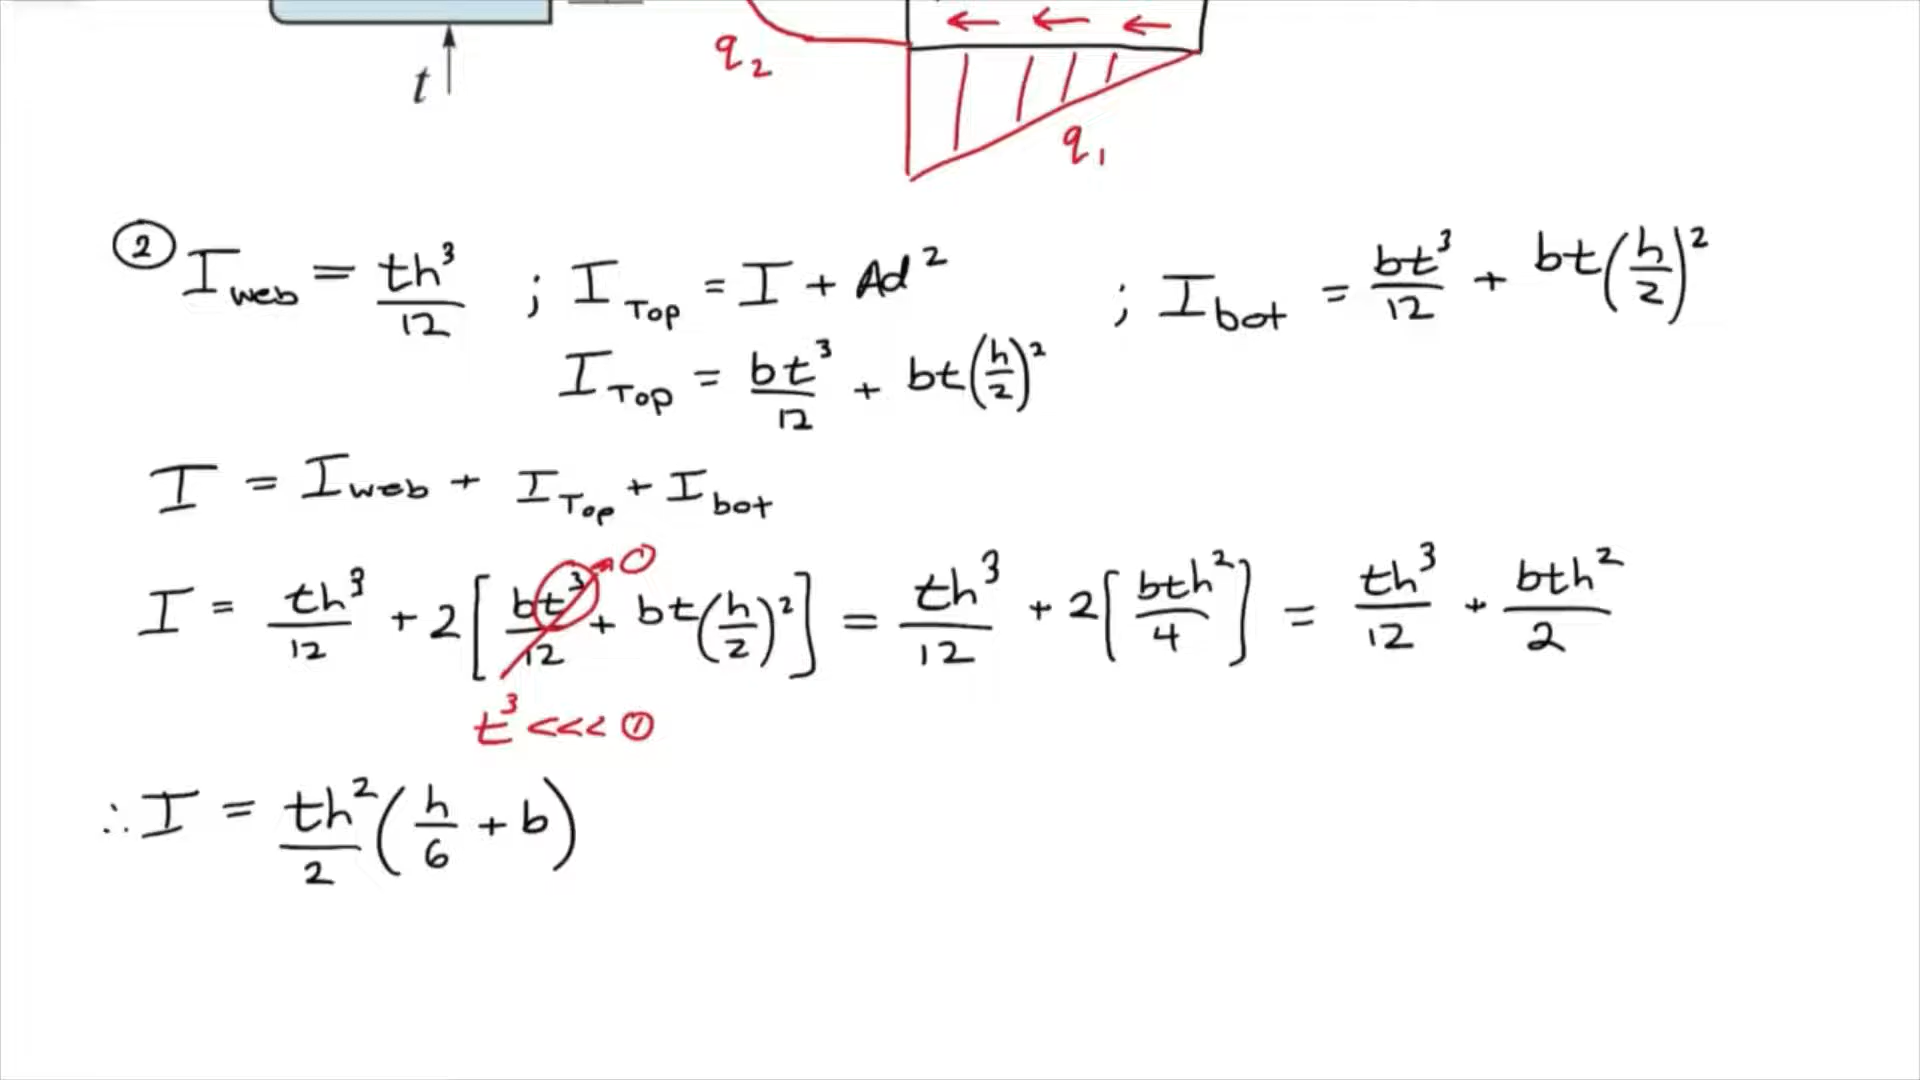 t
q₂
q₁
② I_web = th³/12 ; I_Top = I + Ad² ; I_bot = bt³/12 + bt(h/2)²
I_Top = bt³/12 + bt(h/2)²
I = I_web + I_Top + I_bot
I = th³/12 + 2[bt³/12 + bt(h/2)²] = th³/12 + 2[bth²/4] = th³/12 + bth²/2
→0
t³ <<< 0
∴ I = th²/2 (h/6 + b)